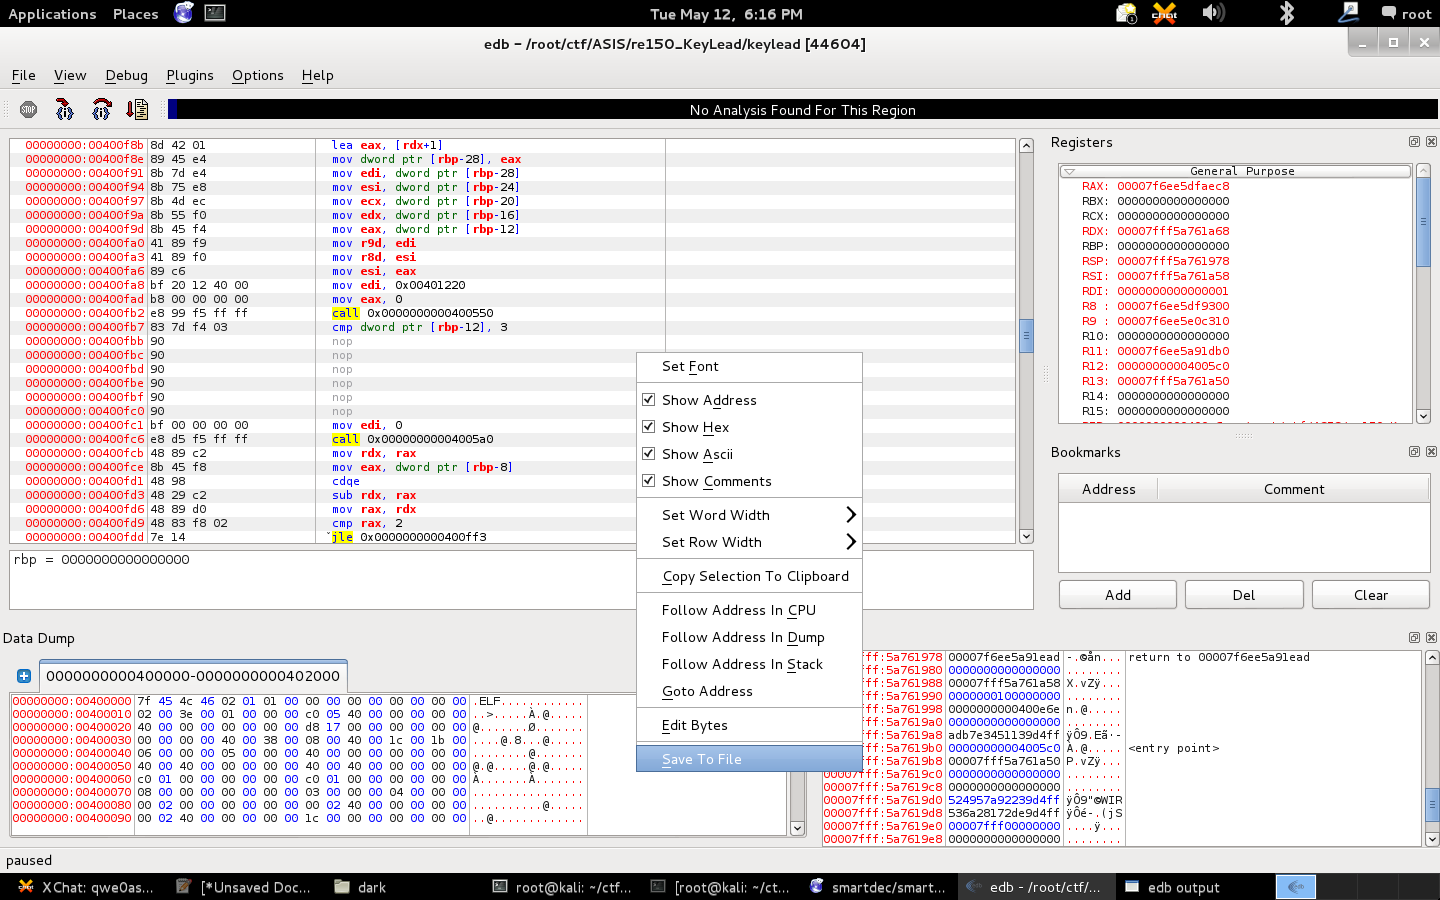 Applications Places Tue May 12, 6:16 PM root
edb - /root/ctf/ASIS/re150_KeyLead/keylead [44604]
File View Debug Plugins Options Help
STOP
No Analysis Found For This Region
00000000:00400f8b 8d 42 01 lea eax, [rdx+1]
00000000:00400f8e 89 45 e4 mov dword ptr [rbp-28], eax
00000000:00400f91 8b 7d e4 mov edi, dword ptr [rbp-28]
00000000:00400f94 8b 75 e8 mov esi, dword ptr [rbp-24]
00000000:00400f97 8b 4d ec mov ecx, dword ptr [rbp-20]
00000000:00400f9a 8b 55 f0 mov edx, dword ptr [rbp-16]
00000000:00400f9d 8b 45 f4 mov eax, dword ptr [rbp-12]
00000000:00400fa0 41 89 f9 mov r9d, edi
00000000:00400fa3 41 89 f0 mov r8d, esi
00000000:00400fa6 89 c6 mov esi, eax
00000000:00400fa8 bf 20 12 40 00 mov edi, 0x00401220
00000000:00400fad b8 00 00 00 00 mov eax, 0
00000000:00400fb2 e8 99 f5 ff ff call 0x0000000000400550
00000000:00400fb7 83 7d f4 03 cmp dword ptr [rbp-12], 3
00000000:00400fbb 90 nop
00000000:00400fbc 90 nop
00000000:00400fbd 90 nop
00000000:00400fbe 90 nop
00000000:00400fbf 90 nop
00000000:00400fc0 90 nop
00000000:00400fc1 bf 00 00 00 00 mov edi, 0
00000000:00400fc6 e8 d5 f5 ff ff call 0x00000000004005a0
00000000:00400fcb 48 89 c2 mov rdx, rax
00000000:00400fce 8b 45 f8 mov eax, dword ptr [rbp-8]
00000000:00400fd1 48 98 cdqe
00000000:00400fd3 48 29 c2 sub rdx, rax
00000000:00400fd6 48 89 d0 mov rax, rdx
00000000:00400fd9 48 83 f8 02 cmp rax, 2
00000000:00400fdd 7e 14 jle 0x0000000000400ff3
rbp = 0000000000000000
Registers
General Purpose
RAX: 00007f6ee5dfaec8
RBX: 0000000000000000
RCX: 0000000000000000
RDX: 00007fff5a761a68
RBP: 0000000000000000
RSP: 00007fff5a761978
RSI: 00007fff5a761a58
RDI: 0000000000000001
R8 : 00007f6ee5df9300
R9 : 00007f6ee5e0c310
R10: 0000000000000000
R11: 00007f6ee5a91db0
R12: 00000000004005c0
R13: 00007fff5a761a50
R14: 0000000000000000
R15: 0000000000000000
Bookmarks
Address Comment
Add Del Clear
Set Font
Show Address
Show Hex
Show Ascii
Show Comments
Set Word Width
Set Row Width
Copy Selection To Clipboard
Follow Address In CPU
Follow Address In Dump
Follow Address In Stack
Goto Address
Edit Bytes
Save To File
Data Dump
0000000000400000-0000000000402000
00000000:00400000 7f 45 4c 46 02 01 01 00 00 00 00 00 00 00 00 00 .ELF............
00000000:00400010 02 00 3e 00 01 00 00 00 c0 05 40 00 00 00 00 00 ..>.....À.@.....
00000000:00400020 40 00 00 00 00 00 00 00 d8 17 00 00 00 00 00 00 @.......Ø.......
00000000:00400030 00 00 00 00 40 00 38 00 08 00 40 00 1c 00 1b 00 ....@.8...@.....
00000000:00400040 06 00 00 00 05 00 00 00 40 00 00 00 00 00 00 00 ........@.......
00000000:00400050 40 00 40 00 00 00 00 00 40 00 40 00 00 00 00 00 @.@.....@.@.....
00000000:00400060 c0 01 00 00 00 00 00 00 c0 01 00 00 00 00 00 00 À.......À.......
00000000:00400070 08 00 00 00 00 00 00 00 03 00 00 00 04 00 00 00 ................
00000000:00400080 00 02 00 00 00 00 00 00 00 02 40 00 00 00 00 00 ..........@.....
00000000:00400090 00 02 40 00 00 00 00 00 1c 00 00 00 00 00 00 00 ..@.............
fff:5a761978 00007f6ee5a91ead -.©ån... return to 00007f6ee5a91ead
fff:5a761980 0000000000000000 ........
fff:5a761988 00007fff5a761a58 X.vZÿ...
fff:5a761990 0000000100000000 ........
fff:5a761998 0000000000400e6e n.@.....
fff:5a7619a0 0000000000000000 ........
fff:5a7619a8 adb7e3451139d4ff ÿÔ9.Eã·-
fff:5a7619b0 00000000004005c0 À.@..... <entry point>
fff:5a7619b8 00007fff5a761a50 P.vZÿ...
fff:5a7619c0 0000000000000000 ........
00007fff:5a7619c8 0000000000000000 ........
00007fff:5a7619d0 524957a92239d4ff ÿÔ9"©WIR
00007fff:5a7619d8 536a28172de9d4ff ÿÔé-.(jS
00007fff:5a7619e0 00007fff00000000 ....ÿ...
00007fff:5a7619e8 0000000000000000 ........
paused
XChat: qwe0as... [*Unsaved Doc... dark root@kali: ~/ctf... [root@kali: ~/ct... smartdec/smart... edb - /root/ctf/... edb output